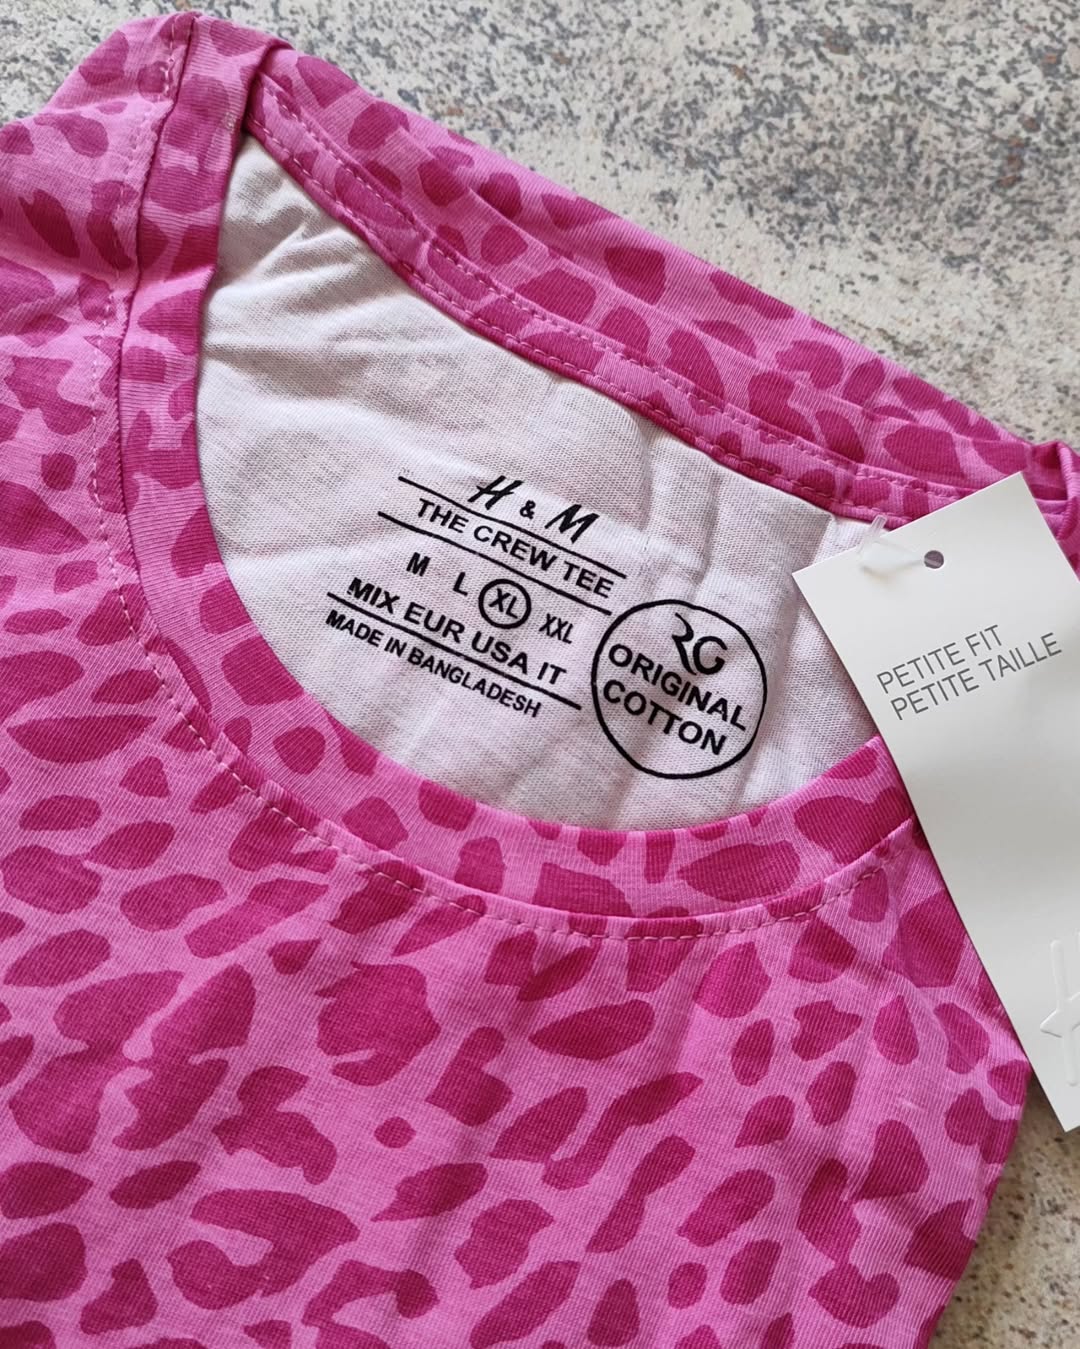 H & M
THE CREW TEE
M L XL XXL
MIX EUR USA IT
MADE IN BANGLADESH
RG
ORIGINAL
COTTON
PETITE FIT
PETITE TAILLE